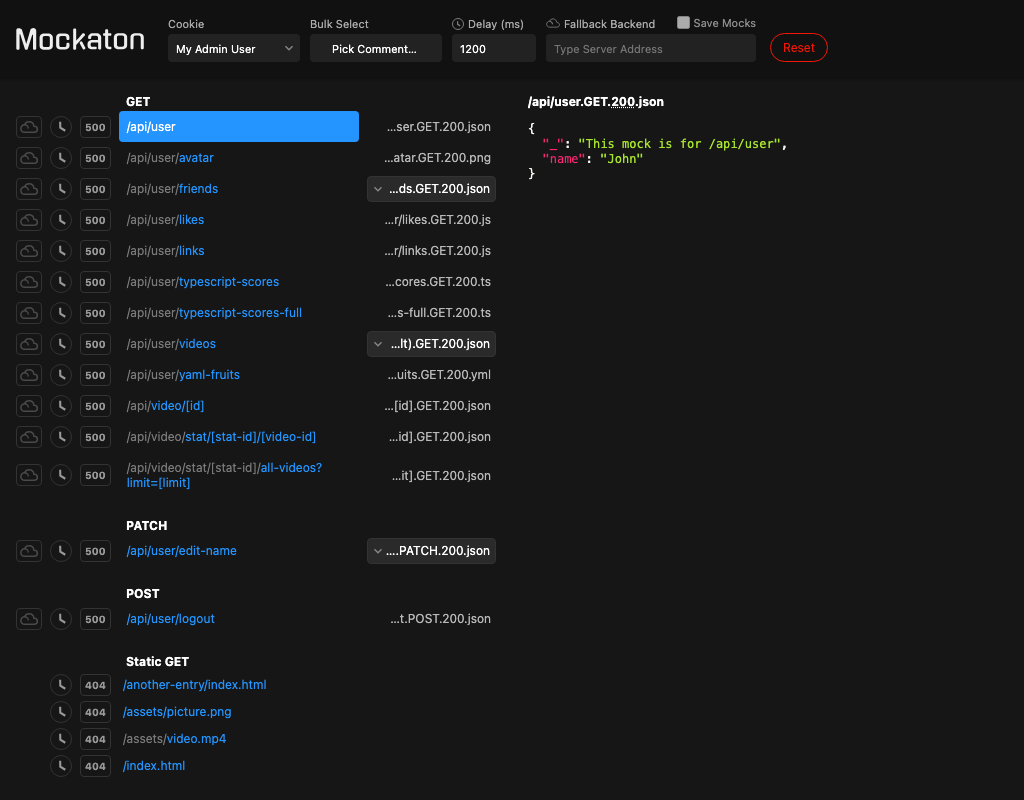 Mockaton
Cookie
My Admin User
Bulk Select
Pick Comment…
Delay (ms)
1200
Fallback Backend
Type Server Address
Save Mocks
Reset
GET
500 /api/user …ser.GET.200.json
500 /api/user/avatar …atar.GET.200.png
500 /api/user/friends …ds.GET.200.json
500 /api/user/likes …r/likes.GET.200.js
500 /api/user/links …r/links.GET.200.js
500 /api/user/typescript-scores …cores.GET.200.ts
500 /api/user/typescript-scores-full …s-full.GET.200.ts
500 /api/user/videos …lt).GET.200.json
500 /api/user/yaml-fruits …uits.GET.200.yml
500 /api/video/[id] …[id].GET.200.json
500 /api/video/stat/[stat-id]/[video-id] …id].GET.200.json
500 /api/video/stat/[stat-id]/all-videos? …it].GET.200.json
limit=[limit]
PATCH
500 /api/user/edit-name ….PATCH.200.json
POST
500 /api/user/logout …t.POST.200.json
Static GET
404 /another-entry/index.html
404 /assets/picture.png
404 /assets/video.mp4
404 /index.html
/api/user.GET.200.json
{
"_": "This mock is for /api/user",
"name": "John"
}